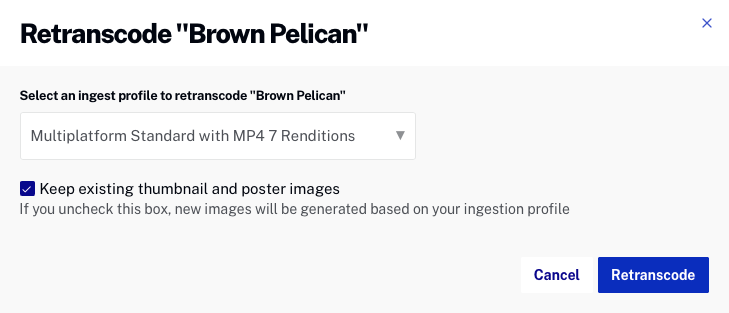 Retranscode "Brown Pelican"
Select an ingest profile to retranscode "Brown Pelican"
Multiplatform Standard with MP4 7 Renditions
Keep existing thumbnail and poster images
If you uncheck this box, new images will be generated based on your ingestion profile
Cancel
Retranscode